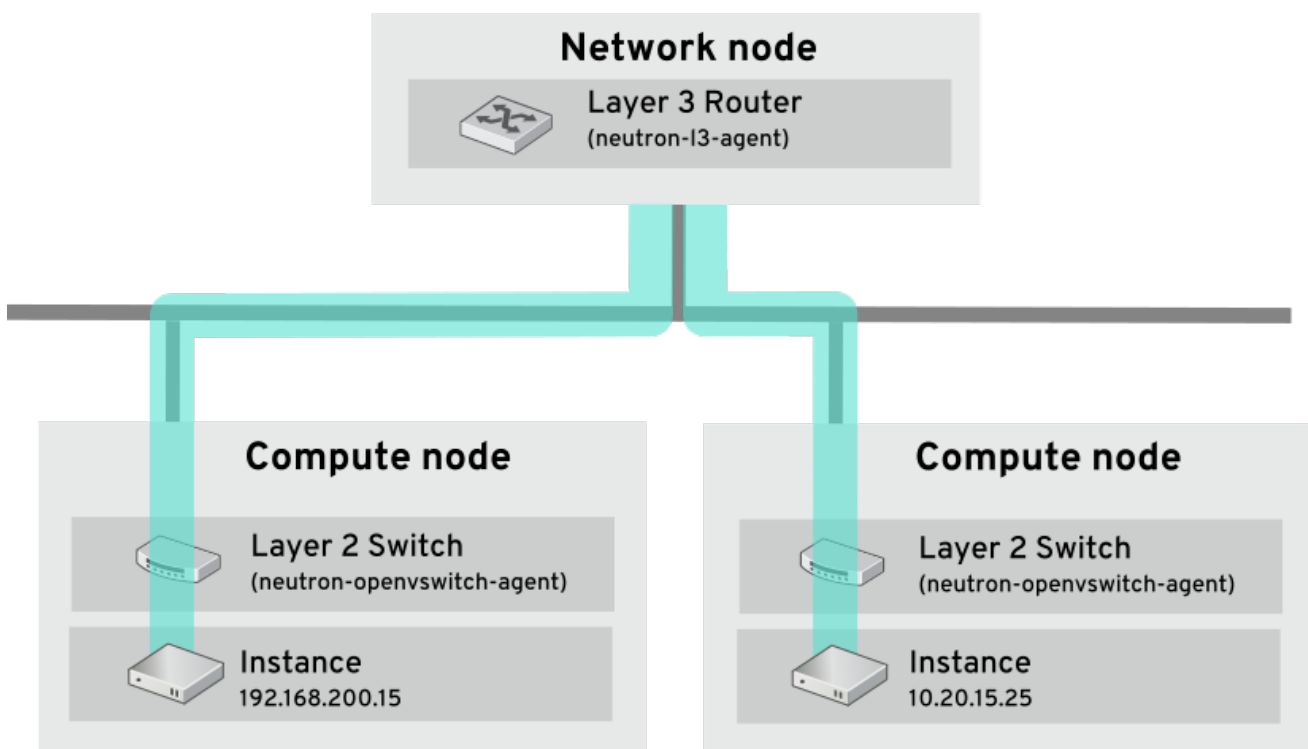 Network node
Layer 3 Router
(neutron-l3-agent)
Compute node
Layer 2 Switch
(neutron-openvswitch-agent)
Instance
192.168.200.15
Compute node
Layer 2 Switch
(neutron-openvswitch-agent)
Instance
10.20.15.25